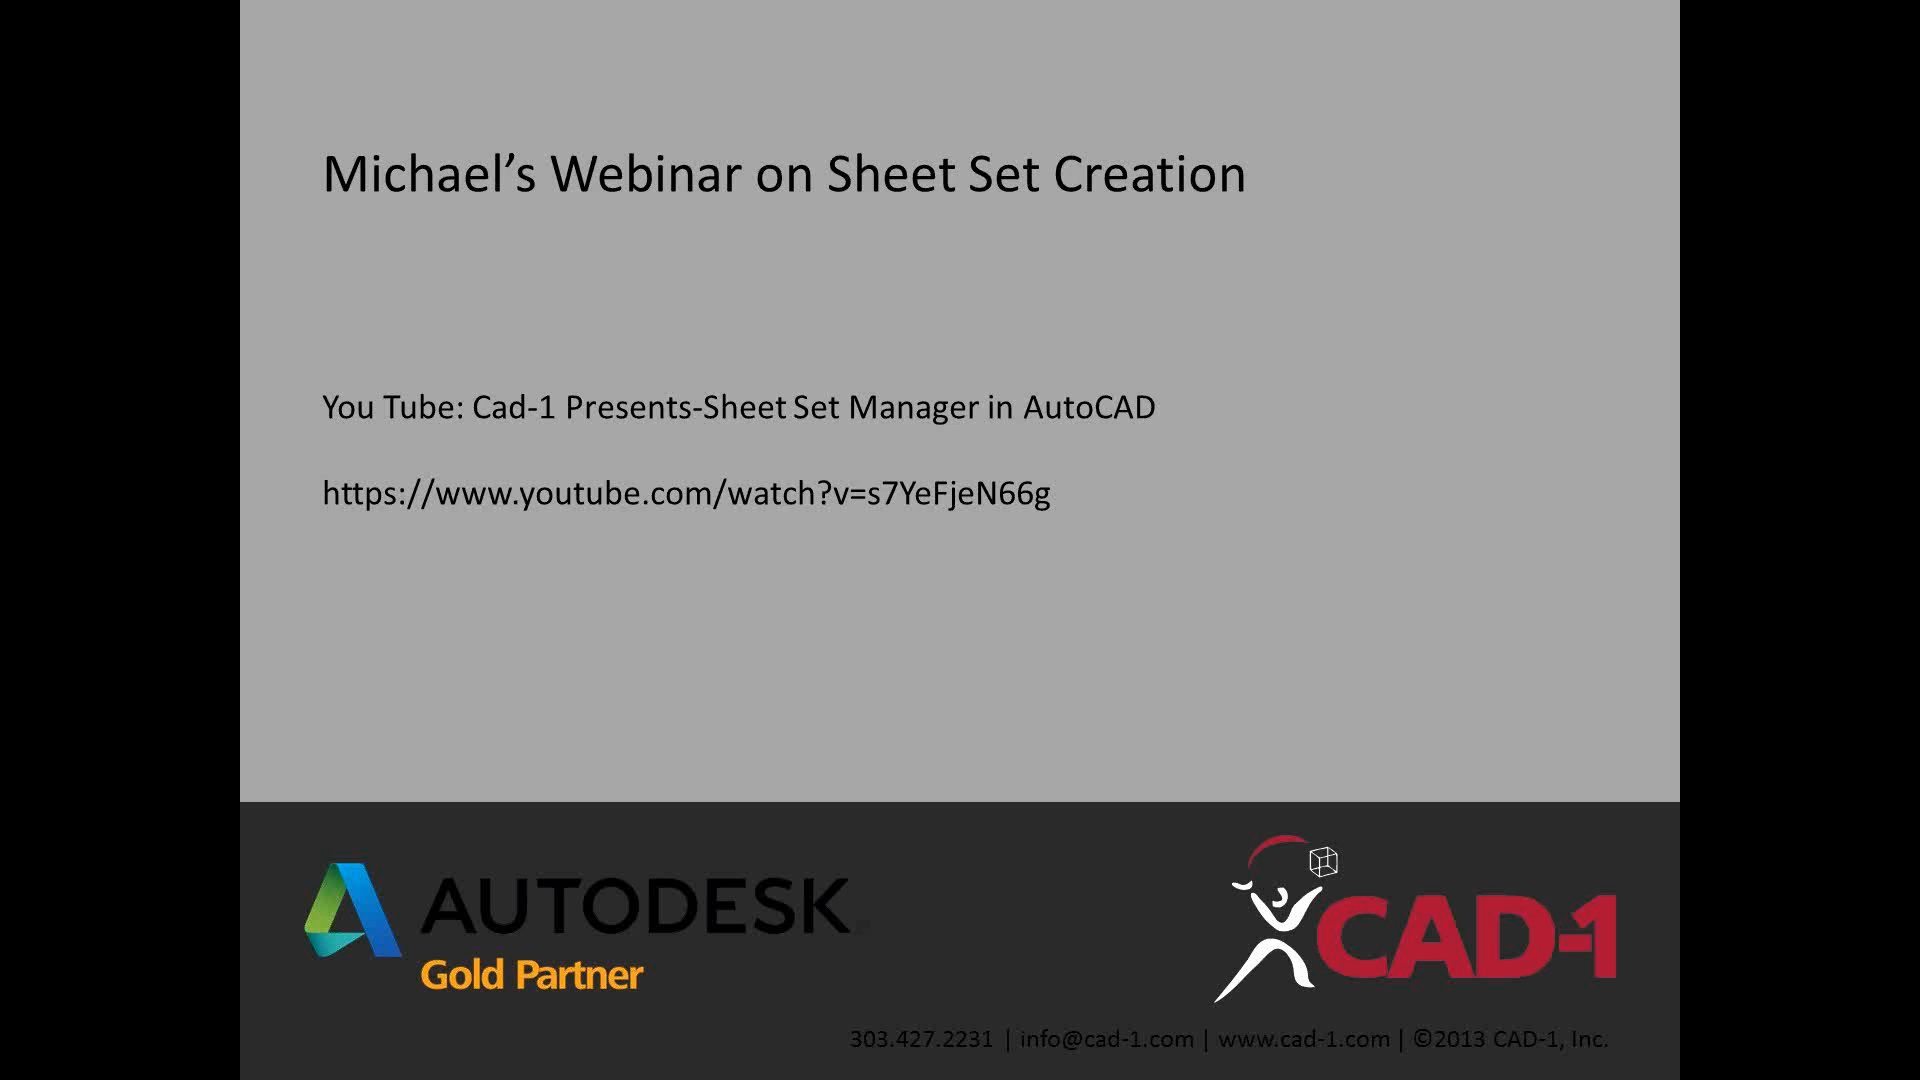 Michael’s Webinar on Sheet Set Creation
You Tube: Cad-1 Presents-Sheet Set Manager in AutoCAD
https://www.youtube.com/watch?v=s7YeFjeN66g
AUTODESK
Gold Partner
CAD-1
303.427.2231 | info@cad-1.com | www.cad-1.com | ©2013 CAD-1, Inc.